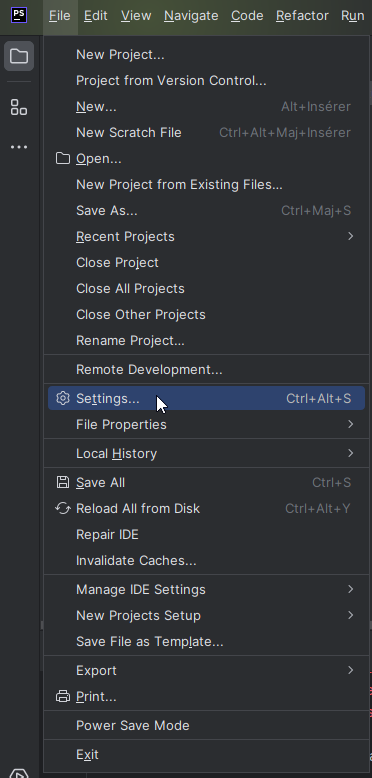 PS File Edit View Navigate Code Refactor Run
New Project...
Project from Version Control...
New... Alt+Insérer
New Scratch File Ctrl+Alt+Maj+Insérer
Open...
New Project from Existing Files...
Save As... Ctrl+Maj+S
Recent Projects
Close Project
Close All Projects
Close Other Projects
Rename Project...
Remote Development...
Settings... Ctrl+Alt+S
File Properties
Local History
Save All Ctrl+S
Reload All from Disk Ctrl+Alt+Y
Repair IDE
Invalidate Caches...
Manage IDE Settings
New Projects Setup
Save File as Template...
Export
Print...
Power Save Mode
Exit